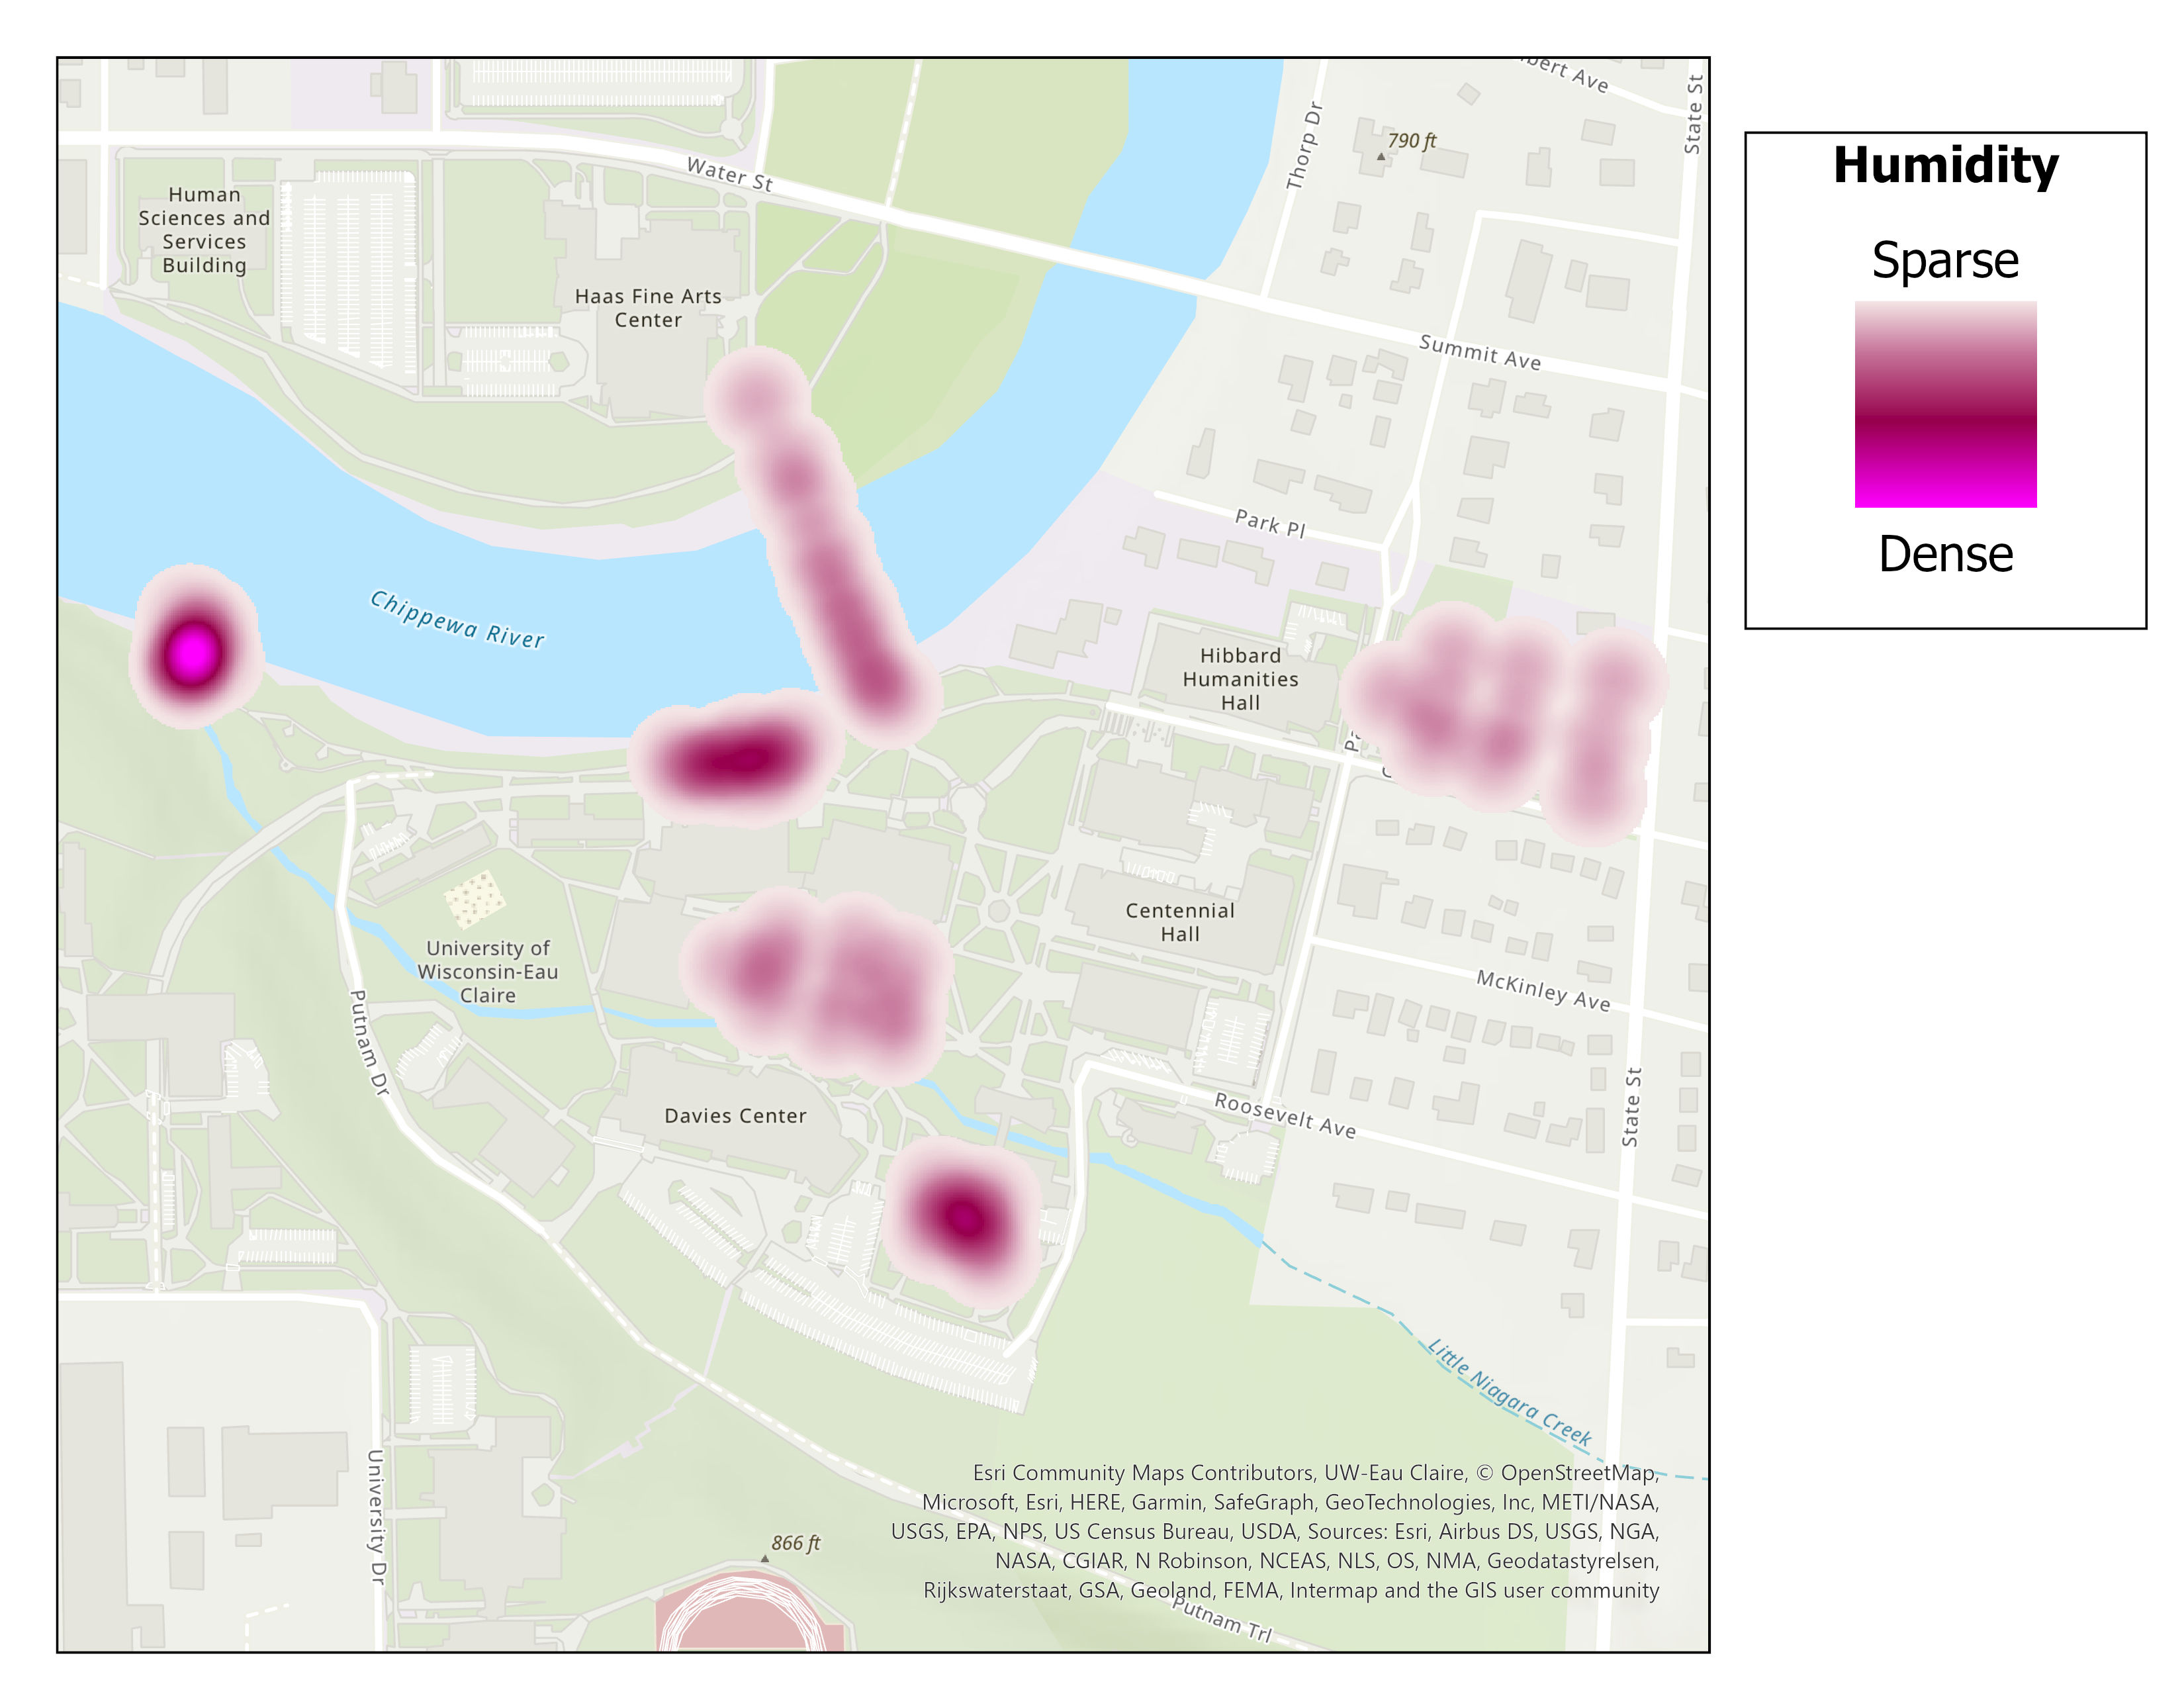 bert Ave
State St
Thorp Dr
790 ft
Water St
Human
Sciences and
Services
Building
Haas Fine Arts
Center
Summit Ave
Park Pl
Chippewa River
Hibbard
Humanities
Hall
Pa
C
Centennial
Hall
University of
Wisconsin-Eau
Claire
McKinley Ave
Putnam Dr
Davies Center
Roosevelt Ave
State St
Little Niagara Creek
University Dr
866 ft
Esri Community Maps Contributors, UW-Eau Claire, © OpenStreetMap,
Microsoft, Esri, HERE, Garmin, SafeGraph, GeoTechnologies, Inc, METI/NASA,
USGS, EPA, NPS, US Census Bureau, USDA, Sources: Esri, Airbus DS, USGS, NGA,
NASA, CGIAR, N Robinson, NCEAS, NLS, OS, NMA, Geodatastyrelsen,
Rijkswaterstaat, GSA, Geoland, FEMA, Intermap and the GIS user community
Putnam Trl
Humidity
Sparse
Dense